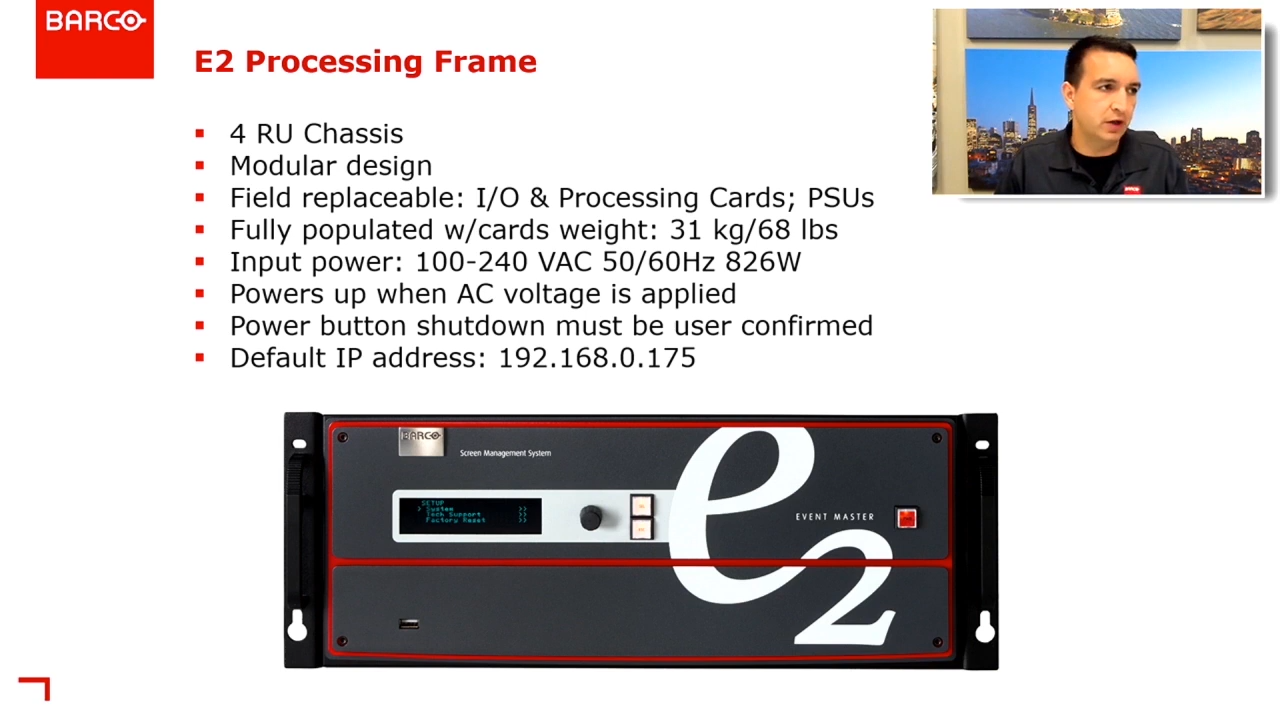 BARCO
E2 Processing Frame
4 RU Chassis
Modular design
Field replaceable: I/O & Processing Cards; PSUs
Fully populated w/cards weight: 31 kg/68 lbs
Input power: 100-240 VAC 50/60Hz 826W
Powers up when AC voltage is applied
Power button shutdown must be user confirmed
Default IP address: 192.168.0.175
BARCO
BARCO
Screen Management System
SETUP
> System >>
Tech Support >>
Factory Reset >>
EVENT MASTER
e2